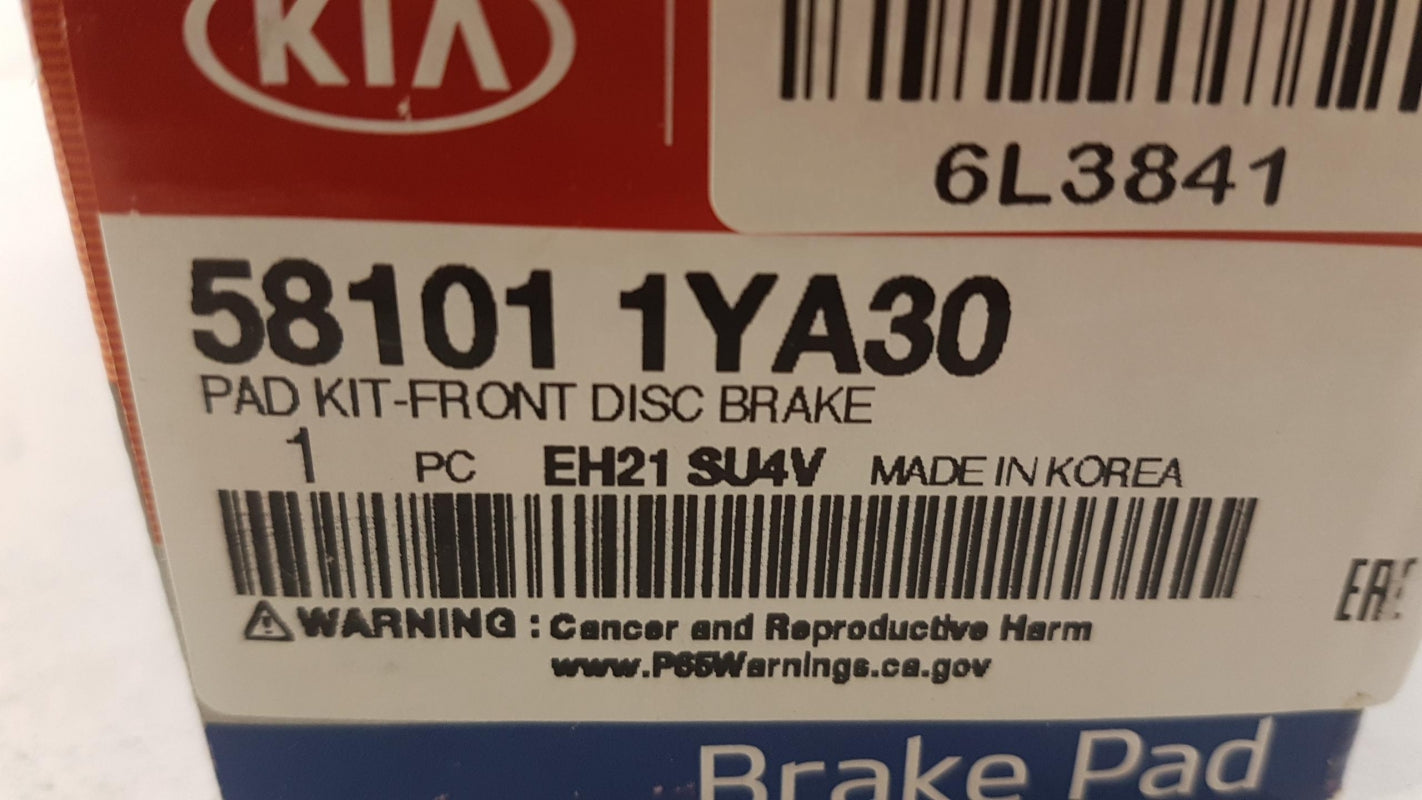 KIA
6L3841
58101 1YA30
PAD KIT-FRONT DISC BRAKE
1 PC EH21 SU4V MADE IN KOREA
EAC
WARNING : Cancer and Reproductive Harm
www.P65Warnings.ca.gov
Brake Pad